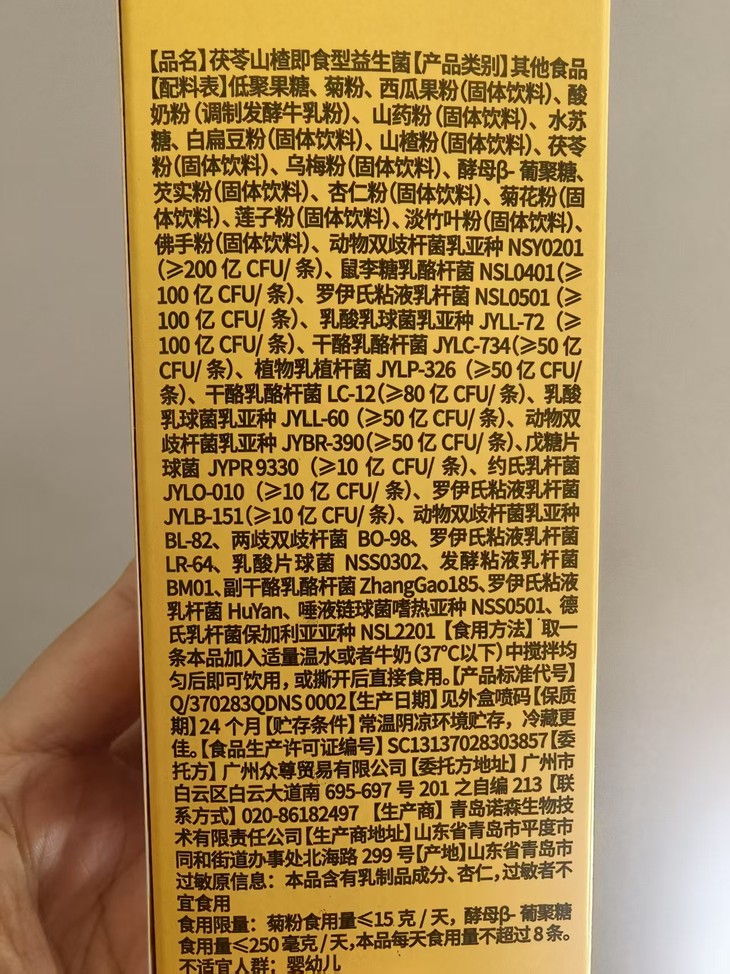 【品名】茯苓山楂即食型益生菌【产品类别】其他食品
【配料表】低聚果糖、菊粉、西瓜果粉(固体饮料)、酸
奶粉(调制发酵牛乳粉)、山药粉(固体饮料)、水苏
糖、白扁豆粉(固体饮料)、山楂粉(固体饮料)、茯苓
粉(固体饮料)、乌梅粉(固体饮料)、酵母β-葡聚糖、
芡实粉(固体饮料)、杏仁粉(固体饮料)、菊花粉(固
体饮料)、莲子粉(固体饮料)、淡竹叶粉(固体饮料)、
佛手粉(固体饮料)、动物双歧杆菌乳亚种 NSY0201
(≥200 亿 CFU/ 条)、鼠李糖乳酪杆菌 NSL0401(≥
100 亿 CFU/ 条)、罗伊氏粘液乳杆菌 NSL0501 (≥
100 亿 CFU/ 条)、乳酸乳球菌乳亚种 JYLL-72 (≥
100 亿 CFU/ 条)、干酪乳酪杆菌 JYLC-734(≥50 亿
CFU/ 条)、植物乳植杆菌 JYLP-326 (≥50 亿 CFU/
条)、干酪乳酪杆菌 LC-12(≥80 亿 CFU/ 条)、乳酸
乳球菌乳亚种 JYLL-60 (≥50 亿 CFU/ 条)、动物双
歧杆菌乳亚种 JYBR-390(≥50 亿 CFU/ 条)、戊糖片
球菌 JYPR 9330 (≥10 亿 CFU/ 条)、约氏乳杆菌
JYLO-010 (≥10 亿 CFU/ 条)、罗伊氏粘液乳杆菌
JYLB-151(≥10 亿 CFU/ 条)、动物双歧杆菌乳亚种
BL-82、两歧双歧杆菌 BO-98、罗伊氏粘液乳杆菌
LR-64、乳酸片球菌 NSS0302、发酵粘液乳杆菌
BM01、副干酪乳酪杆菌 ZhangGao185、罗伊氏粘液
乳杆菌 HuYan、唾液链球菌嗜热亚种 NSS0501、德
氏乳杆菌保加利亚亚种 NSL2201【食用方法】取一
条本品加入适量温水或者牛奶(37℃以下)中搅拌均
匀后即可饮用，或撕开后直接食用。【产品标准代号】
Q/370283QDNS 0002【生产日期】见外盒喷码【保质
期】24 个月【贮存条件】常温阴凉环境贮存，冷藏更
佳。【食品生产许可证编号】SC13137028303857【委
托方】广州众尊贸易有限公司【委托方地址】广州市
白云区白云大道南 695-697 号 201 之自编 213【联
系方式】020-86182497 【生产商】青岛诺森生物技
术有限责任公司【生产商地址】山东省青岛市平度市
同和街道办事处北海路 299 号【产地】山东省青岛市
过敏原信息：本品含有乳制品成分、杏仁，过敏者不
宜食用
食用限量：菊粉食用量≤15 克 / 天，酵母β-葡聚糖
食用量≤250 毫克 / 天，本品每天食用量不超过 8 条。
不适宜人群：婴幼儿